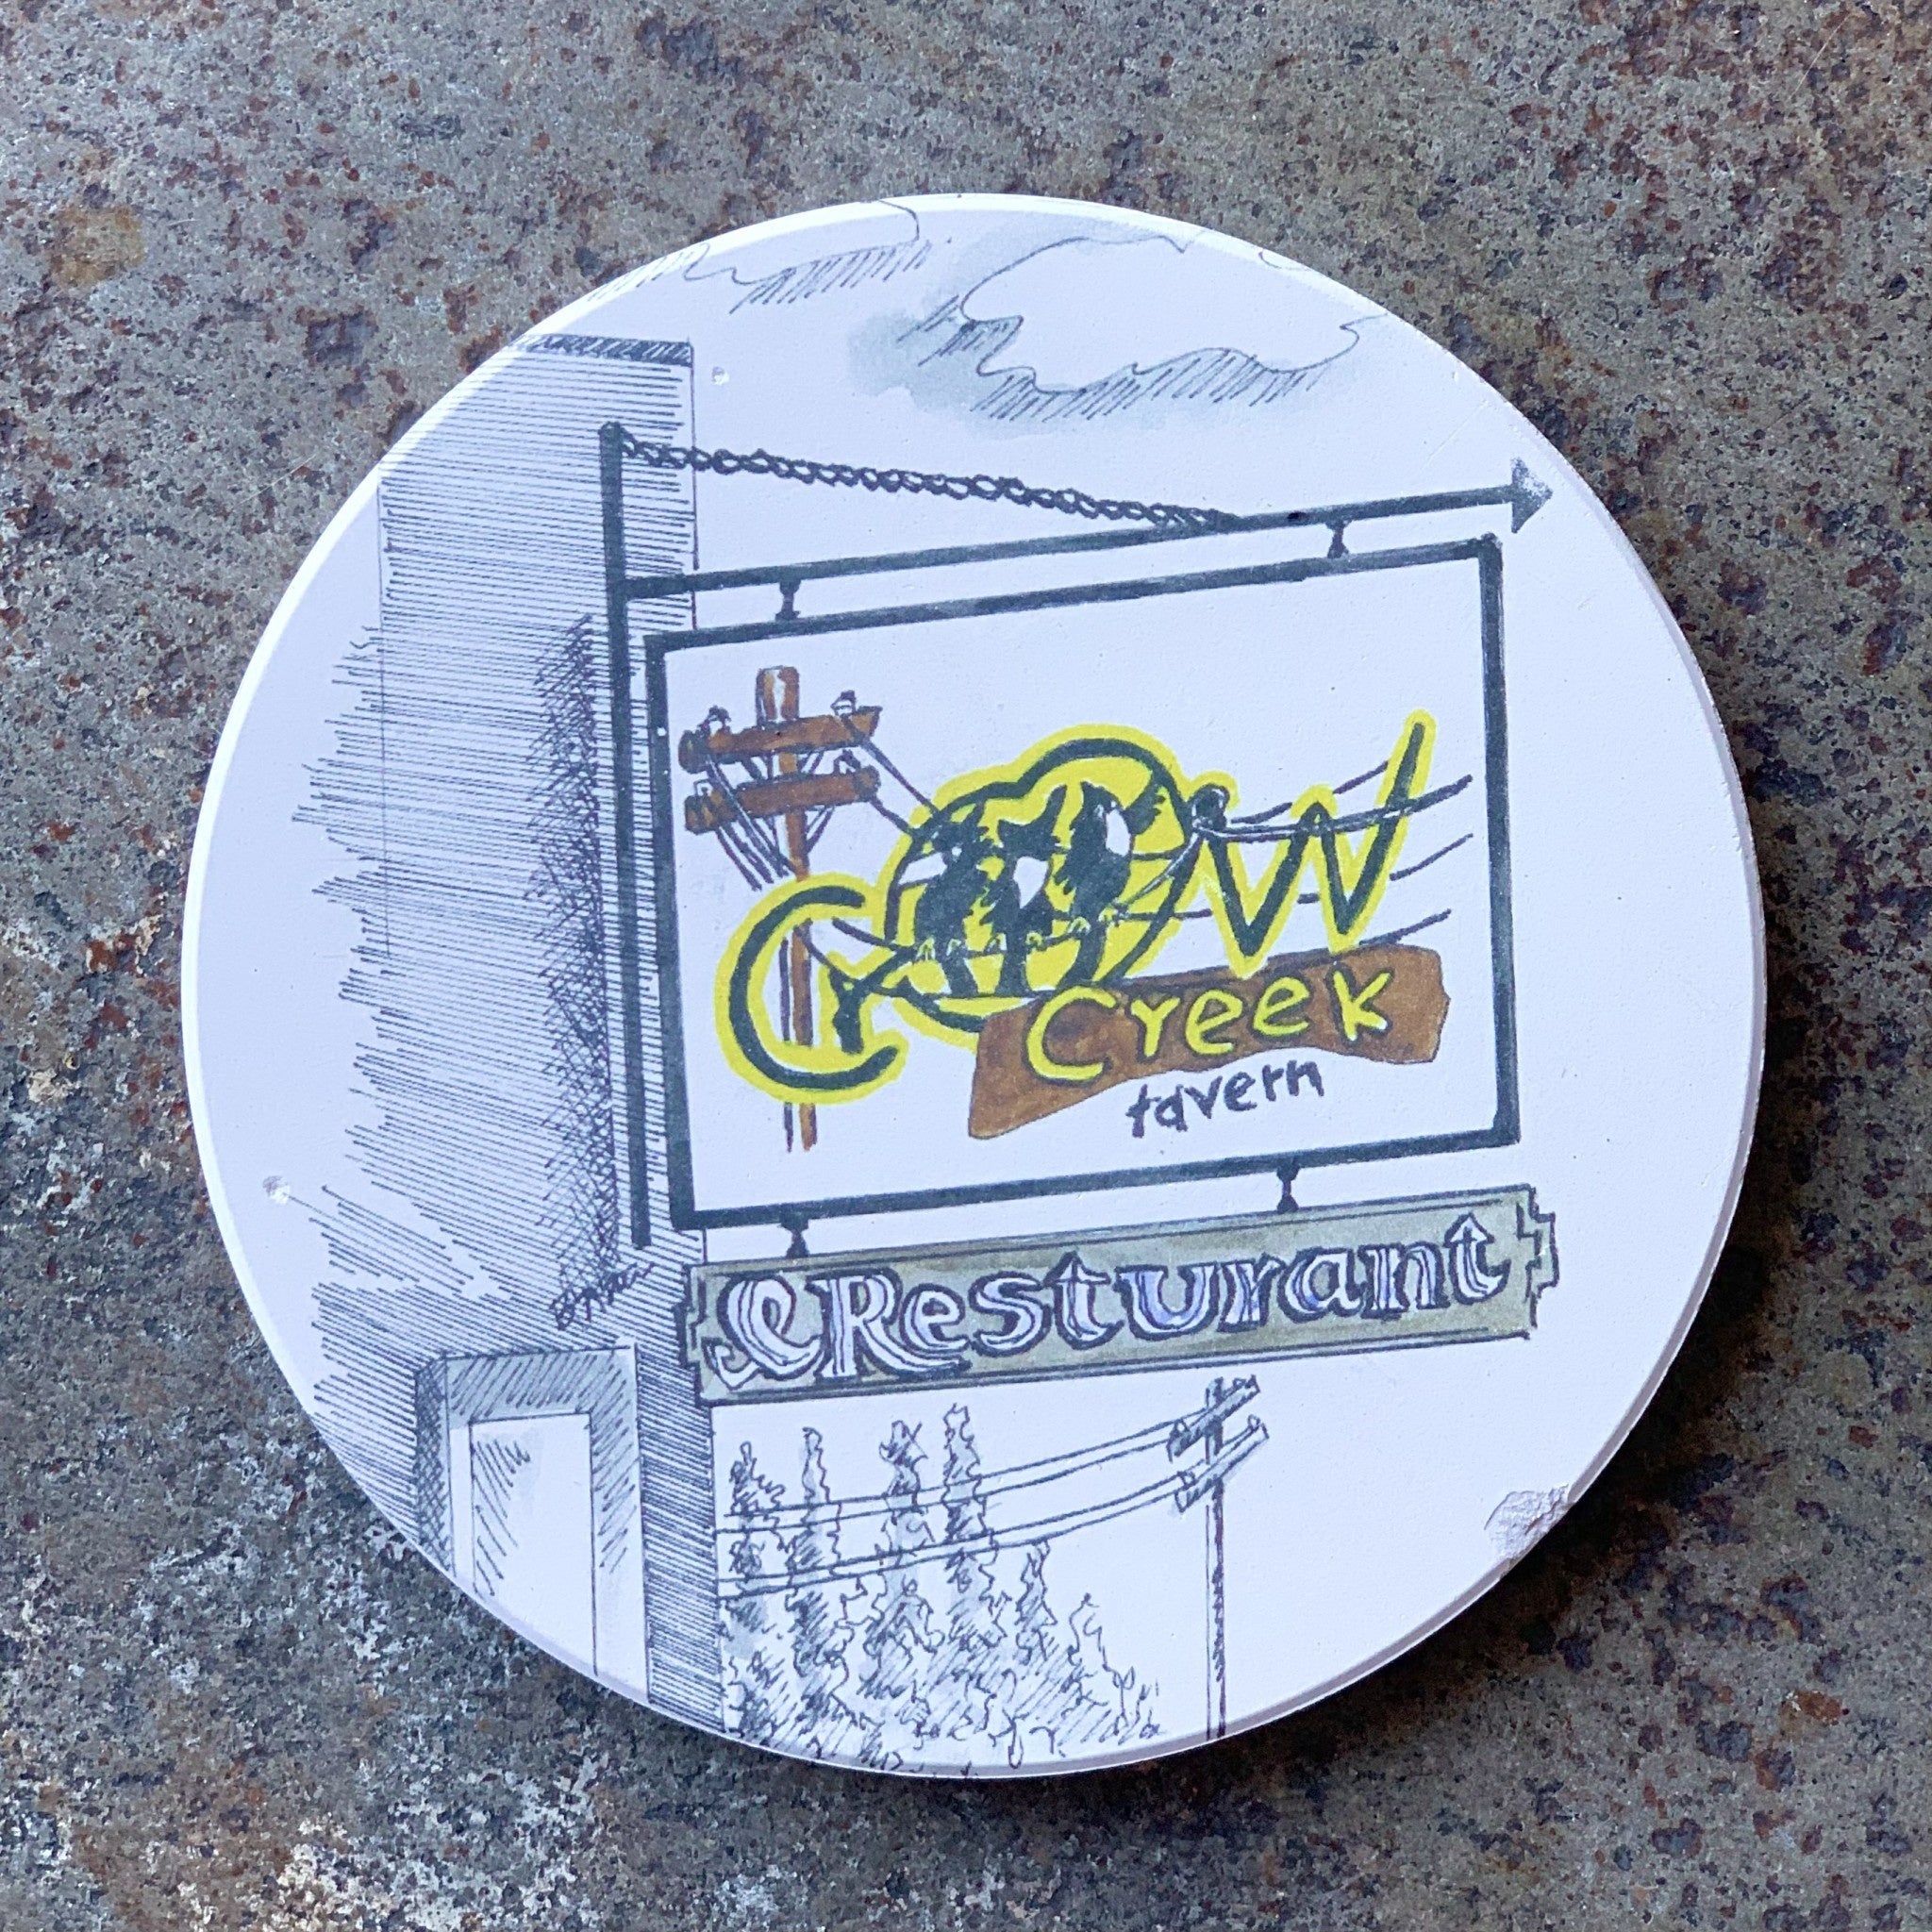 Crow
Creek
tavern
& Resturant